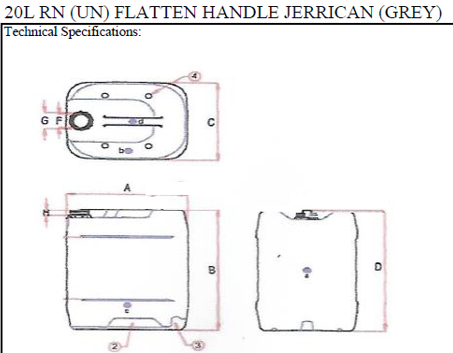 20L RN (UN) FLATTEN HANDLE JERRICAN (GREY)
Technical Specifications:
4
G F
d
C
b
A
H
B
D
c
2
3